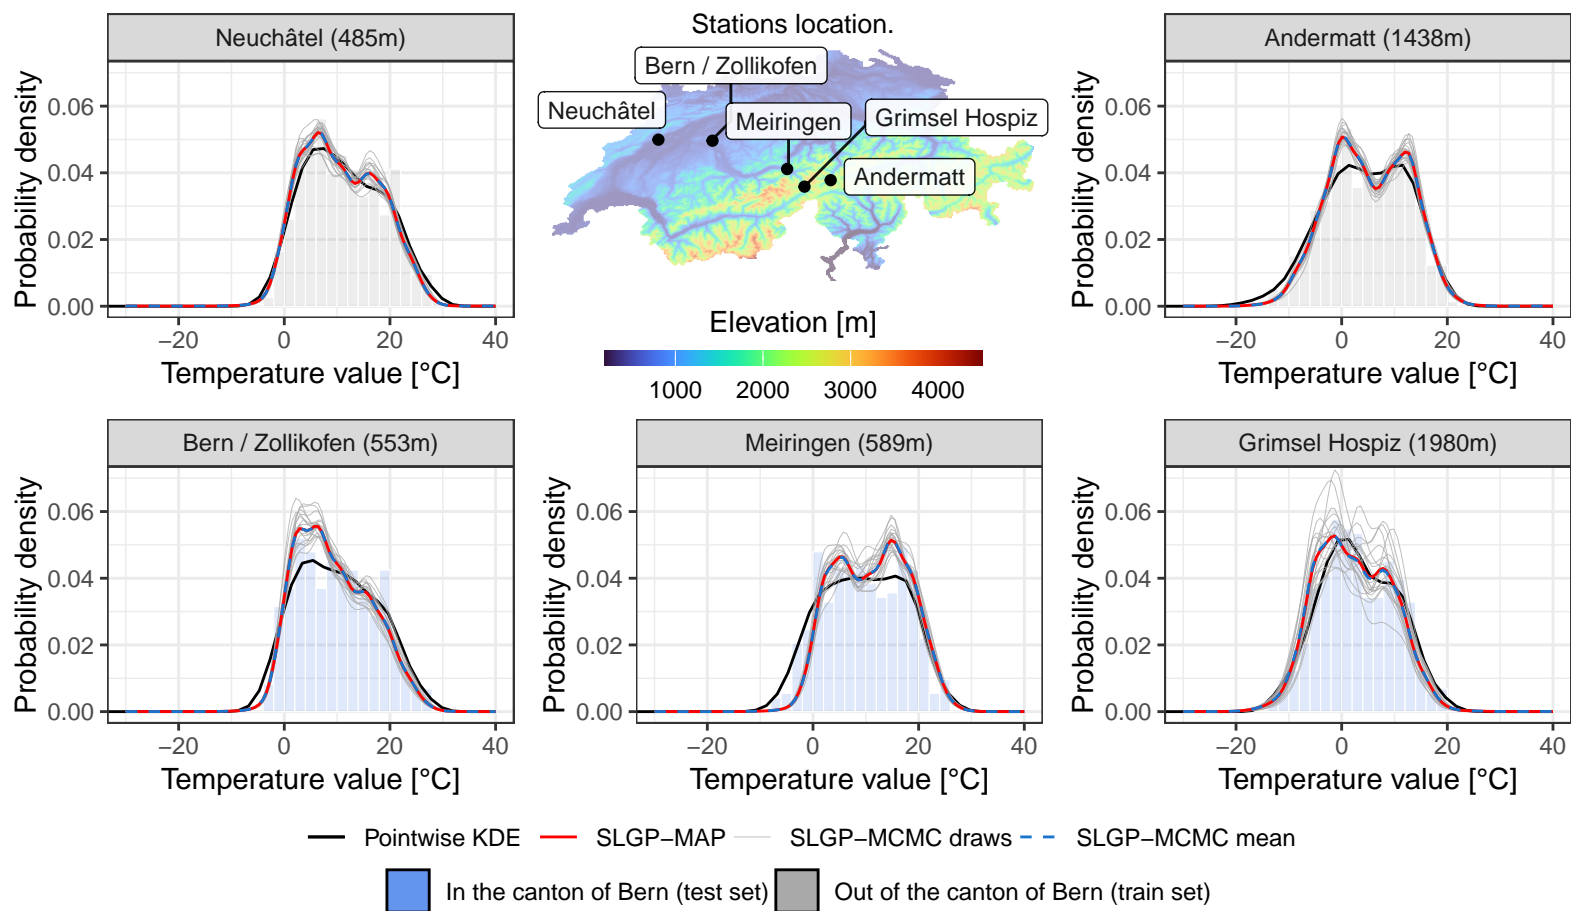 Neuchâtel (485m)
Probability density
0.06
0.04
0.02
0.00
−20 0 20 40
Temperature value [°C]
Stations location.
Bern / Zollikofen
Neuchâtel
Meiringen
Grimsel Hospiz
Andermatt
Elevation [m]
1000 2000 3000 4000
Andermatt (1438m)
Probability density
0.06
0.04
0.02
0.00
−20 0 20 40
Temperature value [°C]
Bern / Zollikofen (553m)
Probability density
0.06
0.04
0.02
0.00
−20 0 20 40
Temperature value [°C]
Meiringen (589m)
Probability density
0.06
0.04
0.02
0.00
−20 0 20 40
Temperature value [°C]
Grimsel Hospiz (1980m)
Probability density
0.06
0.04
0.02
0.00
−20 0 20 40
Temperature value [°C]
Pointwise KDE SLGP−MAP SLGP−MCMC draws SLGP−MCMC mean
In the canton of Bern (test set) Out of the canton of Bern (train set)